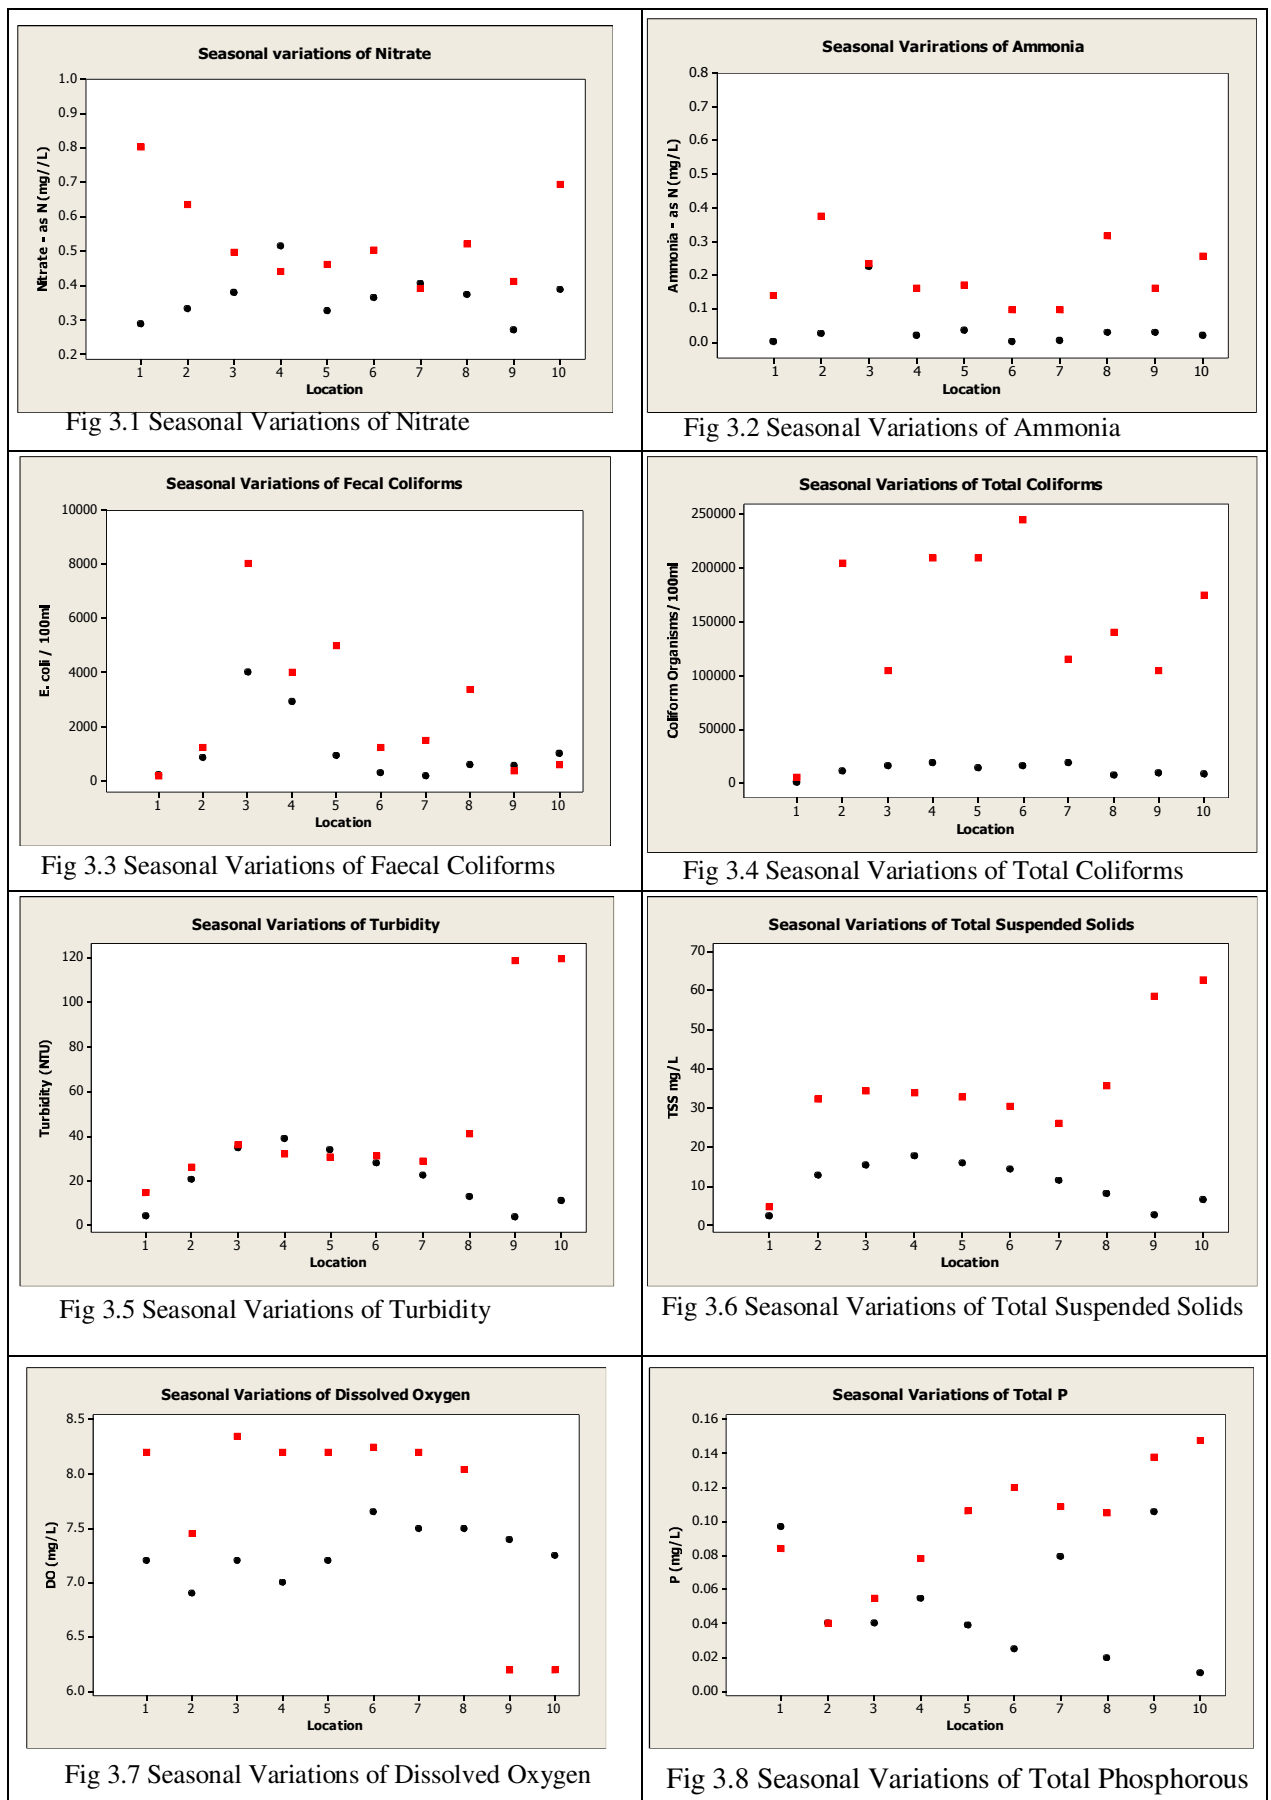 Seasonal variations of Nitrate
Nitrate - as N (mg//L)
1.0
0.9
0.8
0.7
0.6
0.5
0.4
0.3
0.2
1 2 3 4 5 6 7 8 9 10
Location
Fig 3.1 Seasonal Variations of Nitrate
Seasonal Varirations of Ammonia
Ammonia - as N (mg/L)
0.8
0.7
0.6
0.5
0.4
0.3
0.2
0.1
0.0
1 2 3 4 5 6 7 8 9 10
Location
Fig 3.2 Seasonal Variations of Ammonia
Seasonal Variations of Fecal Coliforms
E. coli / 100ml
10000
8000
6000
4000
2000
0
1 2 3 4 5 6 7 8 9 10
Location
Fig 3.3 Seasonal Variations of Faecal Coliforms
Seasonal Variations of Total Coliforms
Coliform Organisms/100ml
250000
200000
150000
100000
50000
0
1 2 3 4 5 6 7 8 9 10
Location
Fig 3.4 Seasonal Variations of Total Coliforms
Seasonal Variations of Turbidity
Turbidity (NTU)
120
100
80
60
40
20
0
1 2 3 4 5 6 7 8 9 10
Location
Fig 3.5 Seasonal Variations of Turbidity
Seasonal Variations of Total Suspended Solids
TSS mg/L
70
60
50
40
30
20
10
0
1 2 3 4 5 6 7 8 9 10
Location
Fig 3.6 Seasonal Variations of Total Suspended Solids
Seasonal Variations of Dissolved Oxygen
DO (mg/L)
8.5
8.0
7.5
7.0
6.5
6.0
1 2 3 4 5 6 7 8 9 10
Location
Fig 3.7 Seasonal Variations of Dissolved Oxygen
Seasonal Variations of Total P
P (mg/L)
0.16
0.14
0.12
0.10
0.08
0.06
0.04
0.02
0.00
1 2 3 4 5 6 7 8 9 10
Location
Fig 3.8 Seasonal Variations of Total Phosphorous